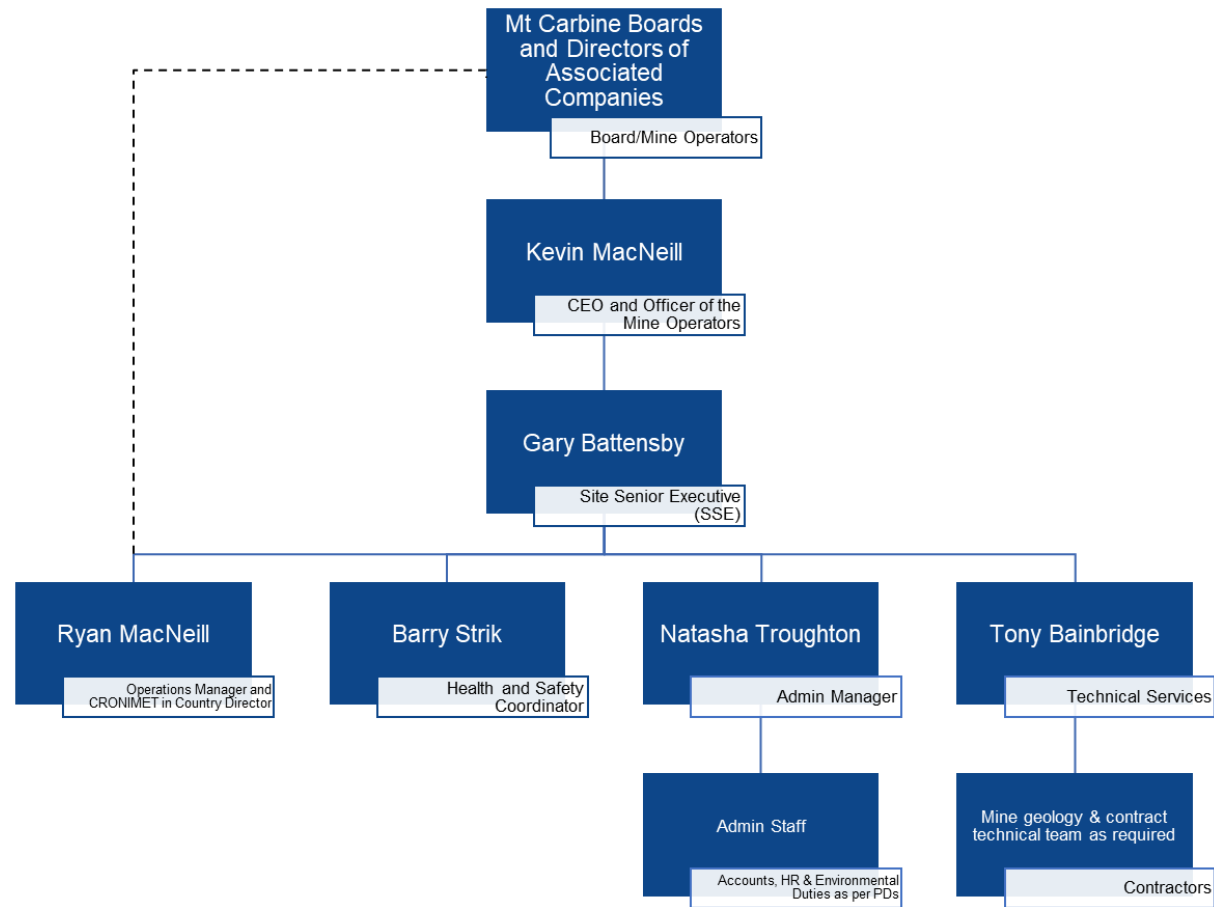 Mt Carbine Boards
and Directors of
Associated
Companies
Board/Mine Operators
Kevin MacNeill
CEO and Officer of the
Mine Operators
Gary Battensby
Site Senior Executive
(SSE)
Ryan MacNeill
Operations Manager and
CRONIMET in Country Director
Barry Strik
Health and Safety
Coordinator
Natasha Troughton
Admin Manager
Tony Bainbridge
Technical Services
Admin Staff
Accounts, HR & Environmental
Duties as per PDs
Mine geology & contract
technical team as required
Contractors